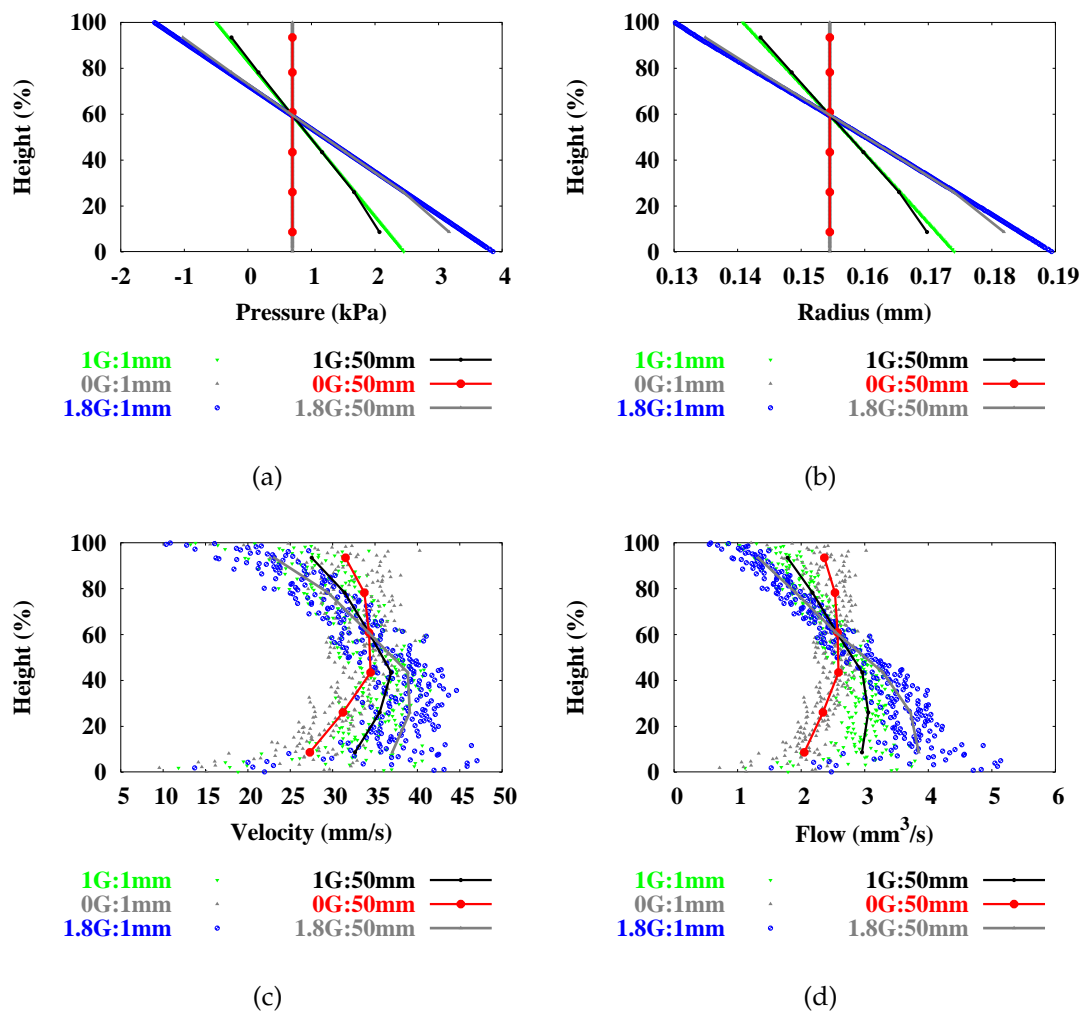 100
80
60
40
20
0
Height (%)
-2 -1 0 1 2 3 4
Pressure (kPa)
1G:1mm 1G:50mm
0G:1mm 0G:50mm
1.8G:1mm 1.8G:50mm
(a)
100
80
60
40
20
0
Height (%)
0.13 0.14 0.15 0.16 0.17 0.18 0.19
Radius (mm)
1G:1mm 1G:50mm
0G:1mm 0G:50mm
1.8G:1mm 1.8G:50mm
(b)
100
80
60
40
20
0
Height (%)
5 10 15 20 25 30 35 40 45 50
Velocity (mm/s)
1G:1mm 1G:50mm
0G:1mm 0G:50mm
1.8G:1mm 1.8G:50mm
(c)
100
80
60
40
20
0
Height (%)
0 1 2 3 4 5 6
Flow (mm³/s)
1G:1mm 1G:50mm
0G:1mm 0G:50mm
1.8G:1mm 1.8G:50mm
(d)